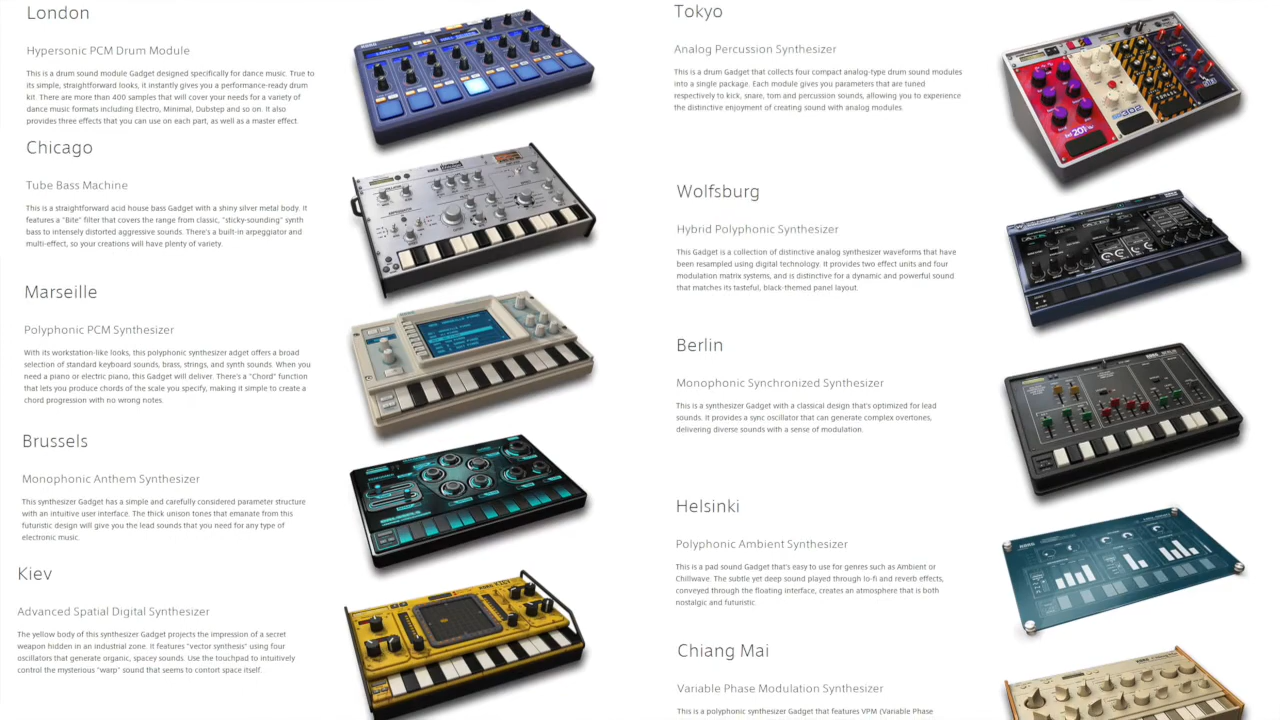 London
Hypersonic PCM Drum Module
This is a drum sound module Gadget designed specifically for dance music. True to
its simple, straightforward looks, it instantly gives you a performance-ready drum
kit. There are more than 400 samples that will cover your needs for a variety of
dance music formats including Electro, Minimal, Dubstep and so on. It also
provides three effects that you can use on each part, as well as a master effect.
Chicago
Tube Bass Machine
This is a straightforward acid house bass Gadget with a shiny silver metal body. It
features a "Bite" filter that covers the range from classic, "sticky-sounding" synth
bass to intensely distorted aggressive sounds. There's a built-in arpeggiator and
multi-effect, so your creations will have plenty of variety.
Marseille
Polyphonic PCM Synthesizer
With its workstation-like looks, this polyphonic synthesizer adget offers a broad
selection of standard keyboard sounds, brass, strings, and synth sounds. When you
need a piano or electric piano, this Gadget will deliver. There's a "Chord" function
that lets you produce chords of the scale you specify, making it simple to create a
chord progression with no wrong notes.
Brussels
Monophonic Anthem Synthesizer
This synthesizer Gadget has a simple and carefully considered parameter structure
with an intuitive user interface. The thick unison tones that emanate from this
futuristic design will give you the lead sounds that you need for any type of
electronic music.
Kiev
Advanced Spatial Digital Synthesizer
The yellow body of this synthesizer Gadget projects the impression of a secret
weapon hidden in an industrial zone. It features "vector synthesis" using four
oscillators that generate organic, spacey sounds. Use the touchpad to intuitively
control the mysterious "warp" sound that seems to contort space itself.
Tokyo
Analog Percussion Synthesizer
This is a drum Gadget that collects four compact analog-type drum sound modules
into a single package. Each module gives you parameters that are tuned
respectively to kick, snare, tom and percussion sounds, allowing you to experience
the distinctive enjoyment of creating sound with analog modules.
Wolfsburg
Hybrid Polyphonic Synthesizer
This Gadget is a collection of distinctive analog synthesizer waveforms that have
been resampled using digital technology. It provides two effect units and four
modulation matrix systems, and is distinctive for a dynamic and powerful sound
that matches its tasteful, black-themed panel layout.
Berlin
Monophonic Synchronized Synthesizer
This is a synthesizer Gadget with a classical design that's optimized for lead
sounds. It provides a sync oscillator that can generate complex overtones,
delivering diverse sounds with a sense of modulation.
Helsinki
Polyphonic Ambient Synthesizer
This is a pad sound Gadget that's easy to use for genres such as Ambient or
Chillwave. The subtle yet deep sound played through lo-fi and reverb effects,
conveyed through the floating interface, creates an atmosphere that is both
nostalgic and futuristic.
Chiang Mai
Variable Phase Modulation Synthesizer
This is a polyphonic synthesizer Gadget that features VPM (Variable Phase